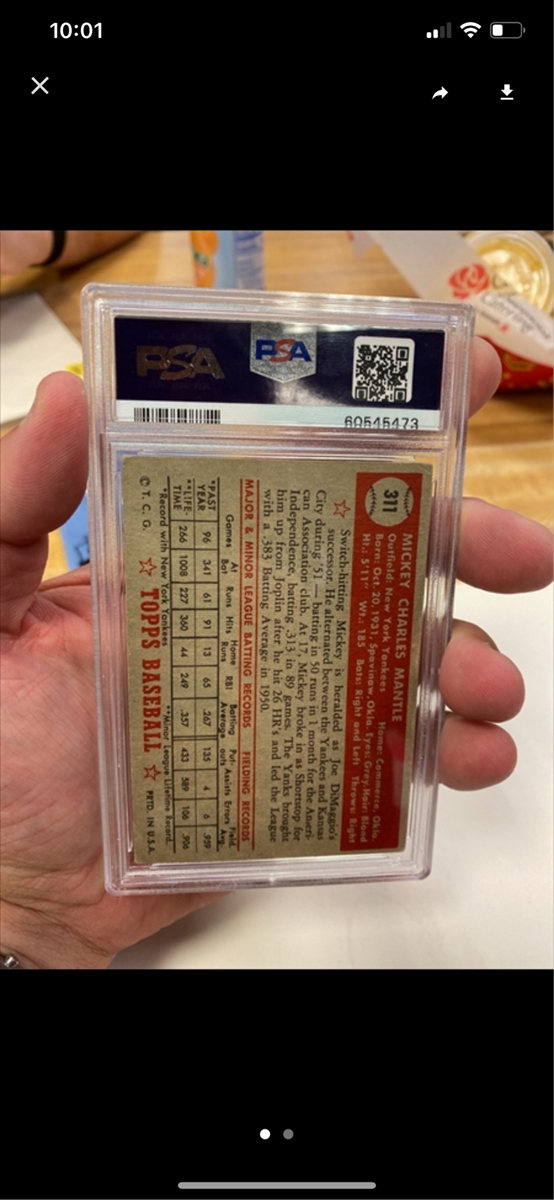 10:01
PSA
PSA
60545473
311
MICKEY CHARLES MANTLE
Outfield: New York Yankees Home: Commerce, Okla.
Born: Oct. 20, 1931, Spavinaw, Okla. Eyes: Grey, Hair: Blond
Ht.: 5'11" Wt.: 185 Bats: Right and Left Throws: Right
Switch-hitting Mickey is heralded as Joe DiMaggio's
successor. He alternated between the Yankees and Kansas
City during '51 — batting in 50 runs in 1 month for the Ameri-
can Association club. At 17, Mickey broke in as Shortstop for
Independence, batting .313 in 89 games. The Yanks brought
him up from Joplin after he hit 26 HR's and led the League
with a .383 Batting Average in 1950.
MAJOR & MINOR LEAGUE BATTING RECORDS FIELDING RECORDS
Games At Bat Runs Hits Home Runs RBI Batting Average Put-outs Assists Errors Field. Avg.
*PAST YEAR 96 341 61 91 13 65 .267 135 4 6 .959
**LIFE-TIME 266 1008 227 360 44 249 .357 433 589 106 .906
*Record with New York Yankees **Minor League Lifetime Record.
© T. C. G. ☆ TOPPS BASEBALL ☆ PRTD. IN U.S.A.